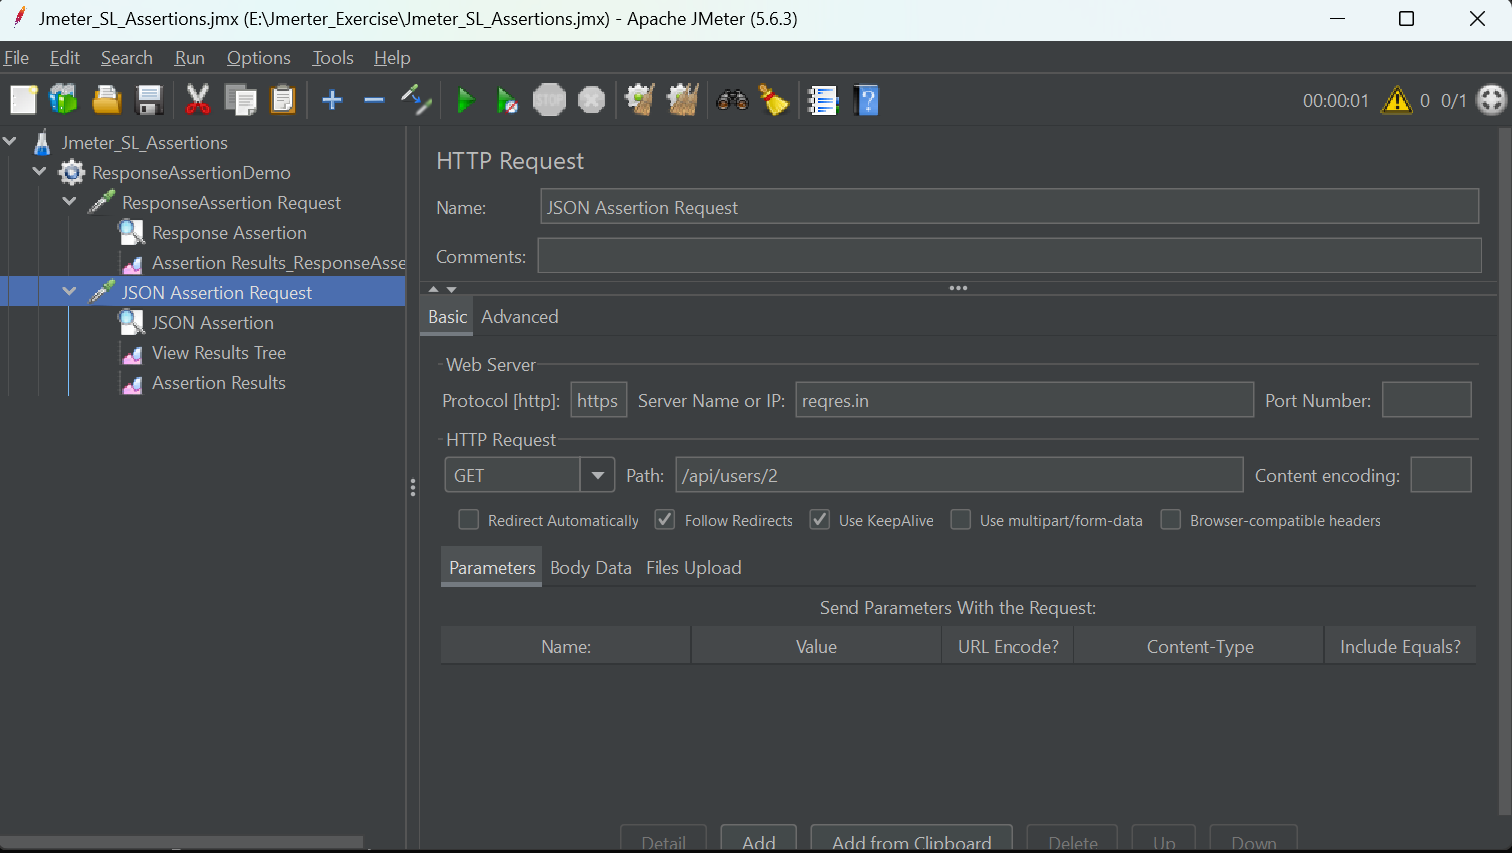 Jmeter_SL_Assertions.jmx (E:\Jmerter_Exercise\Jmeter_SL_Assertions.jmx) - Apache JMeter (5.6.3)
File Edit Search Run Options Tools Help
STOP
?
00:00:01 0 0/1
Jmeter_SL_Assertions
ResponseAssertionDemo
ResponseAssertion Request
Response Assertion
Assertion Results_ResponseAsse
JSON Assertion Request
JSON Assertion
View Results Tree
Assertion Results
HTTP Request
Name: JSON Assertion Request
Comments:
Basic Advanced
Web Server
Protocol [http]: https Server Name or IP: reqres.in Port Number:
HTTP Request
GET Path: /api/users/2 Content encoding:
Redirect Automatically Follow Redirects Use KeepAlive Use multipart/form-data Browser-compatible headers
Parameters Body Data Files Upload
Send Parameters With the Request:
Name: Value URL Encode? Content-Type Include Equals?
Detail Add Add from Clipboard Delete Up Down